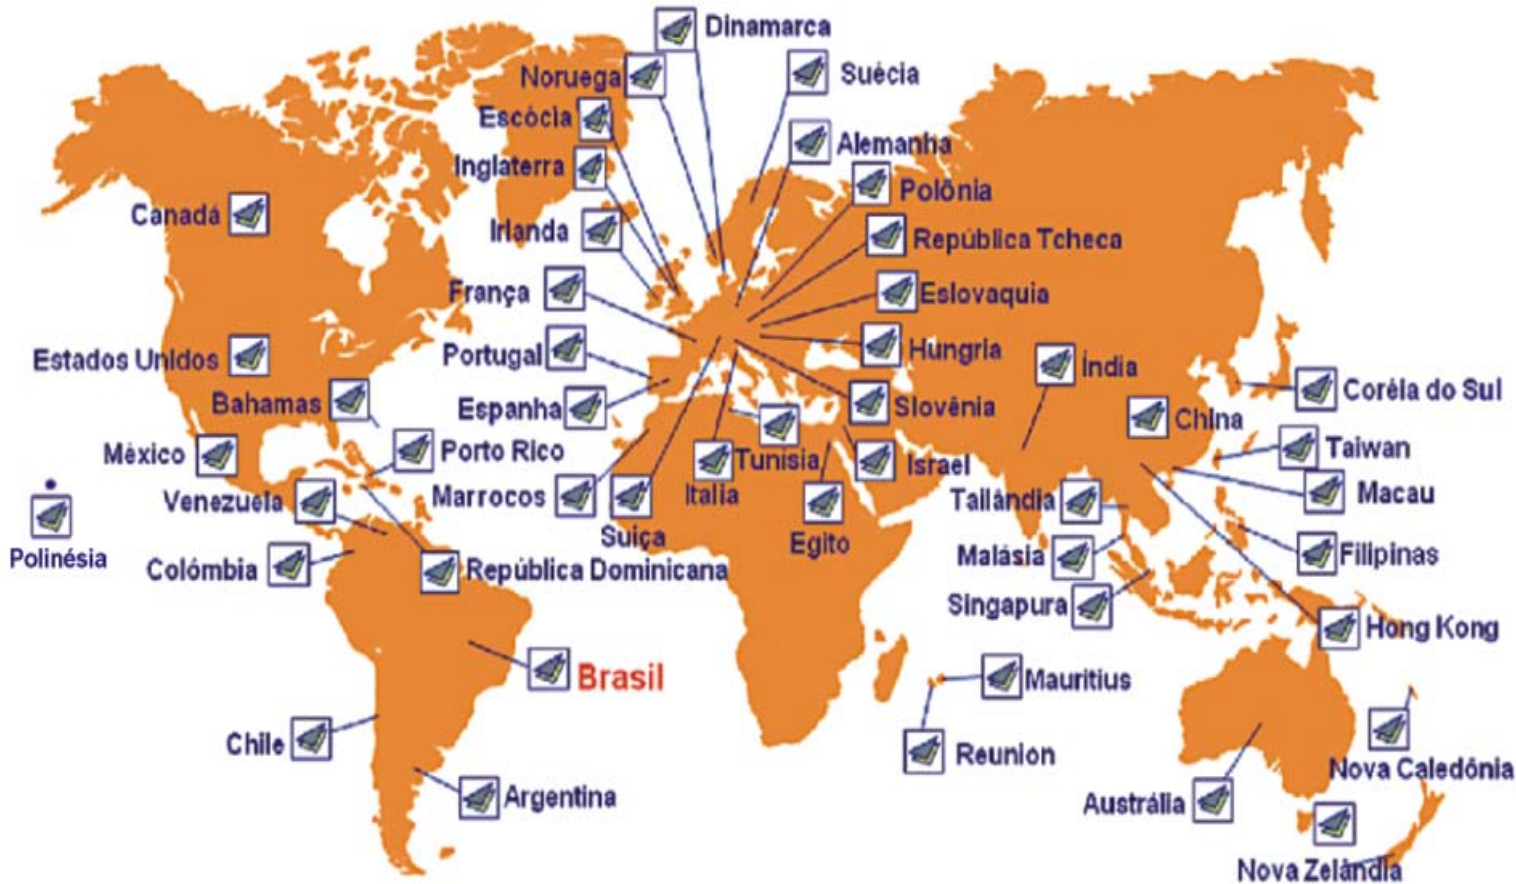 Dinamarca
Noruega
Suécia
Escócia
Alemanha
Inglaterra
Polônia
Canadá
Irlanda
República Tcheca
França
Eslovaquia
Estados Unidos
Portugal
Hungria
Índia
Coréia do Sul
Bahamas
Espanha
Slovênia
China
México
Porto Rico
Tunísia
Israel
Taiwan
Venezuela
Marrocos
Italia
Tailândia
Macau
Suiça
Egito
Polinésia
Colómbia
República Dominicana
Malásia
Filipinas
Singapura
Hong Kong
Brasil
Mauritius
Chile
Reunion
Nova Caledônia
Argentina
Austrália
Nova Zelândia